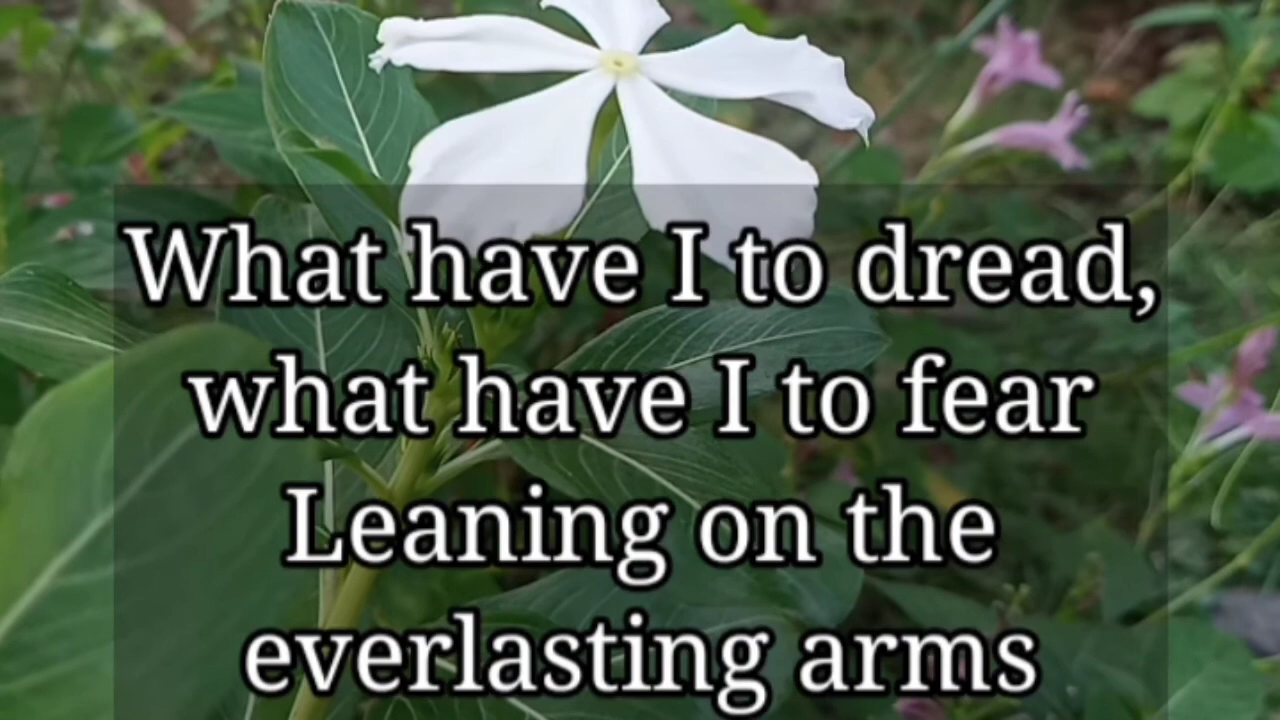 What have I to dread,
what have I to fear
Leaning on the
everlasting arms